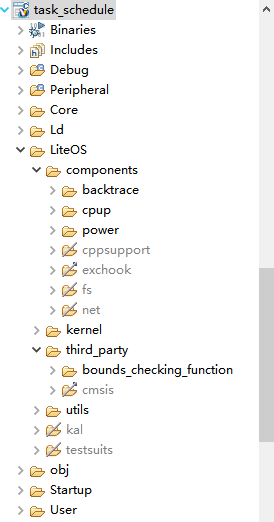 task_schedule
Binaries
Includes
Debug
Peripheral
Core
Ld
LiteOS
components
backtrace
cpup
power
cppsupport
exchook
fs
net
kernel
third_party
bounds_checking_function
cmsis
utils
kal
testsuits
obj
Startup
User